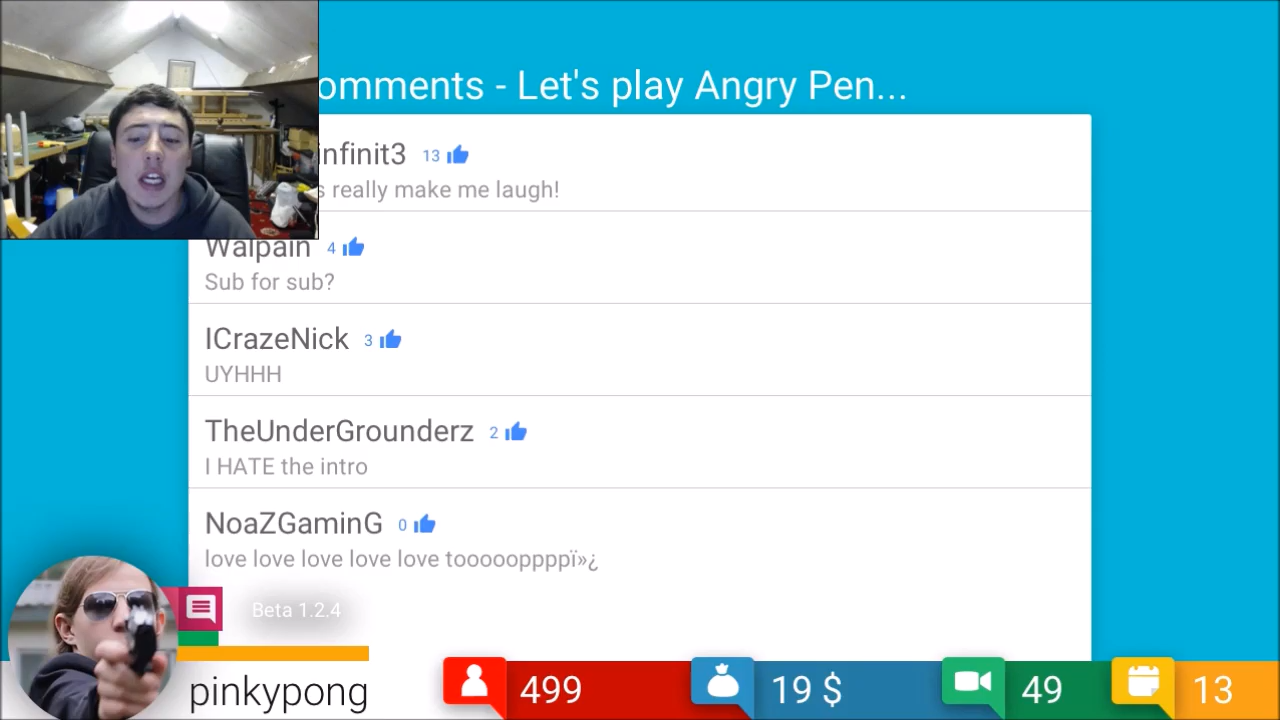 omments - Let's play Angry Pen...
infinit3 13
s really make me laugh!
Walpain 4
Sub for sub?
ICrazeNick 3
UYHHH
TheUnderGrounderz 2
I HATE the intro
NoaZGaminG 0
love love love love love toooooppppï»¿
Beta 1.2.4
pinkypong
499
19 $
49
13